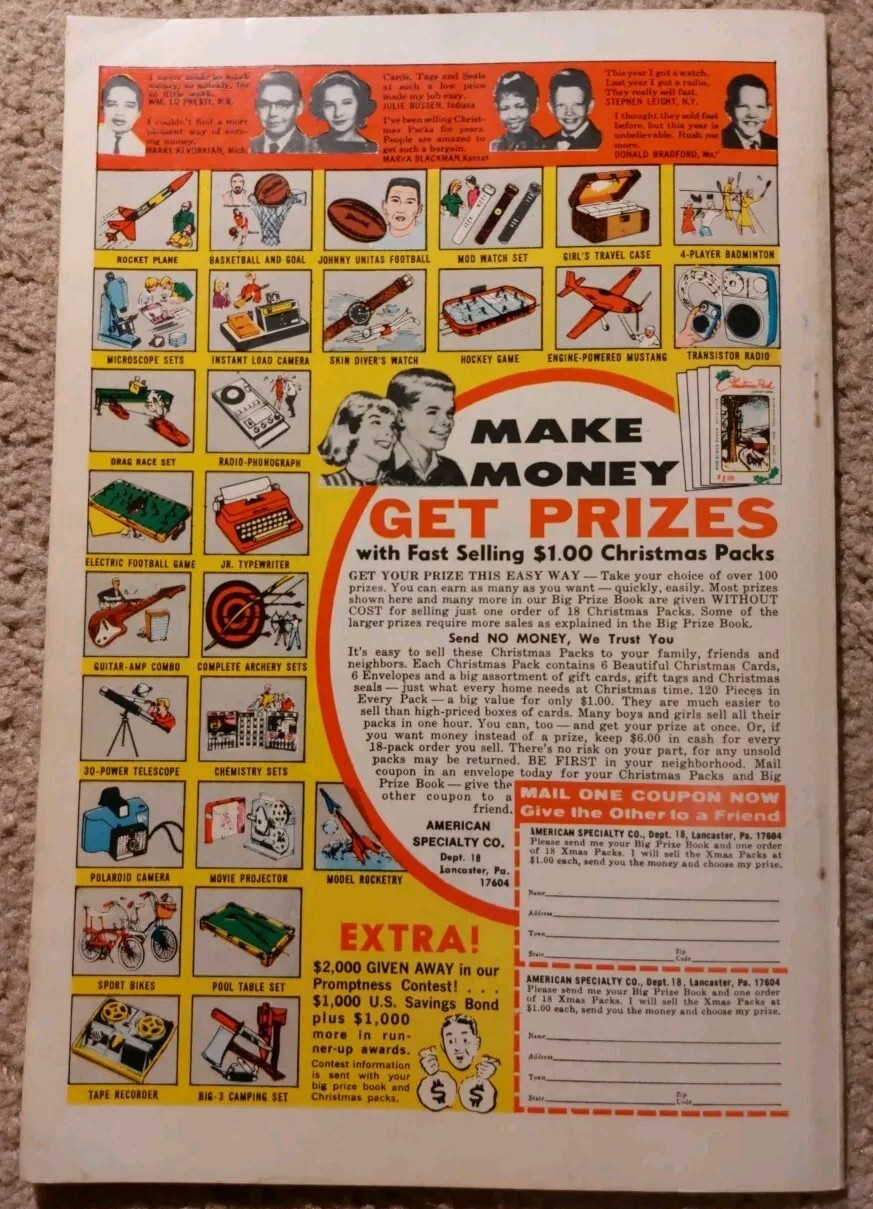 I never made so much
money, so quickly, for
so little work.
WM. LO PRESTI, P.R.
I couldn't find a more
pleasant way of earn-
ing money.
HARRY KEVORKIAN, Mich.
Cards, Tags and Seals
at such a low price
made my job easy.
JULIE BUSSEN, Indiana
I've been selling Christ-
mas Packs for years.
People are amazed to
get such a bargain.
MARVA BLACKMAN, Kansas
This year I got a watch.
Last year I got a radio.
They really sell fast.
STEPHEN LEIGHT, N.Y.
I thought they sold fast
before, but this year is
unbelievable. Rush me
more.
DONALD BRADFORD, Mo."
ROCKET PLANE
BASKETBALL AND GOAL
JOHNNY UNITAS FOOTBALL
MOD WATCH SET
GIRL'S TRAVEL CASE
4-PLAYER BADMINTON
MICROSCOPE SETS
INSTANT LOAD CAMERA
SKIN DIVER'S WATCH
HOCKEY GAME
ENGINE-POWERED MUSTANG
TRANSISTOR RADIO
DRAG RACE SET
RADIO-PHONOGRAPH
ELECTRIC FOOTBALL GAME
JR. TYPEWRITER
GUITAR-AMP COMBO
COMPLETE ARCHERY SETS
30-POWER TELESCOPE
CHEMISTRY SETS
POLAROID CAMERA
MOVIE PROJECTOR
MODEL ROCKETRY
SPORT BIKES
POOL TABLE SET
TAPE RECORDER
BIG-3 CAMPING SET
Christmas Pack
$1.00
MAKE
MONEY
GET PRIZES
with Fast Selling $1.00 Christmas Packs
GET YOUR PRIZE THIS EASY WAY — Take your choice of over 100
prizes. You can earn as many as you want — quickly, easily. Most prizes
shown here and many more in our Big Prize Book are given WITHOUT
COST for selling just one order of 18 Christmas Packs. Some of the
larger prizes require more sales as explained in the Big Prize Book.
Send NO MONEY, We Trust You
It's easy to sell these Christmas Packs to your family, friends and
neighbors. Each Christmas Pack contains 6 Beautiful Christmas Cards,
6 Envelopes and a big assortment of gift cards, gift tags and Christmas
seals — just what every home needs at Christmas time. 120 Pieces in
Every Pack — a big value for only $1.00. They are much easier to
sell than high-priced boxes of cards. Many boys and girls sell all their
packs in one hour. You can, too — and get your prize at once. Or, if
you want money instead of a prize, keep $6.00 in cash for every
18-pack order you sell. There's no risk on your part, for any unsold
packs may be returned. BE FIRST in your neighborhood. Mail
coupon in an envelope today for your Christmas Packs and Big
Prize Book — give the
other coupon to a
friend.
AMERICAN
SPECIALTY CO.
Dept. 18
Lancaster, Pa.
17604
EXTRA!
$2,000 GIVEN AWAY in our
Promptness Contest! . . .
$1,000 U.S. Savings Bond
plus $1,000
more in run-
ner-up awards.
Contest information
is sent with your
big prize book and
Christmas packs.
$ $
MAIL ONE COUPON NOW
Give the Other to a Friend
AMERICAN SPECIALTY CO., Dept. 18, Lancaster, Pa. 17604
Please send me your Big Prize Book and one order
of 18 Xmas Packs. I will sell the Xmas Packs at
$1.00 each, send you the money and choose my prize.
Name
Address
Town
State Zip Code
AMERICAN SPECIALTY CO., Dept. 18, Lancaster, Pa. 17604
Please send me your Big Prize Book and one order
of 18 Xmas Packs. I will sell the Xmas Packs at
$1.00 each, send you the money and choose my prize.
Name
Address
Town
State Zip Code